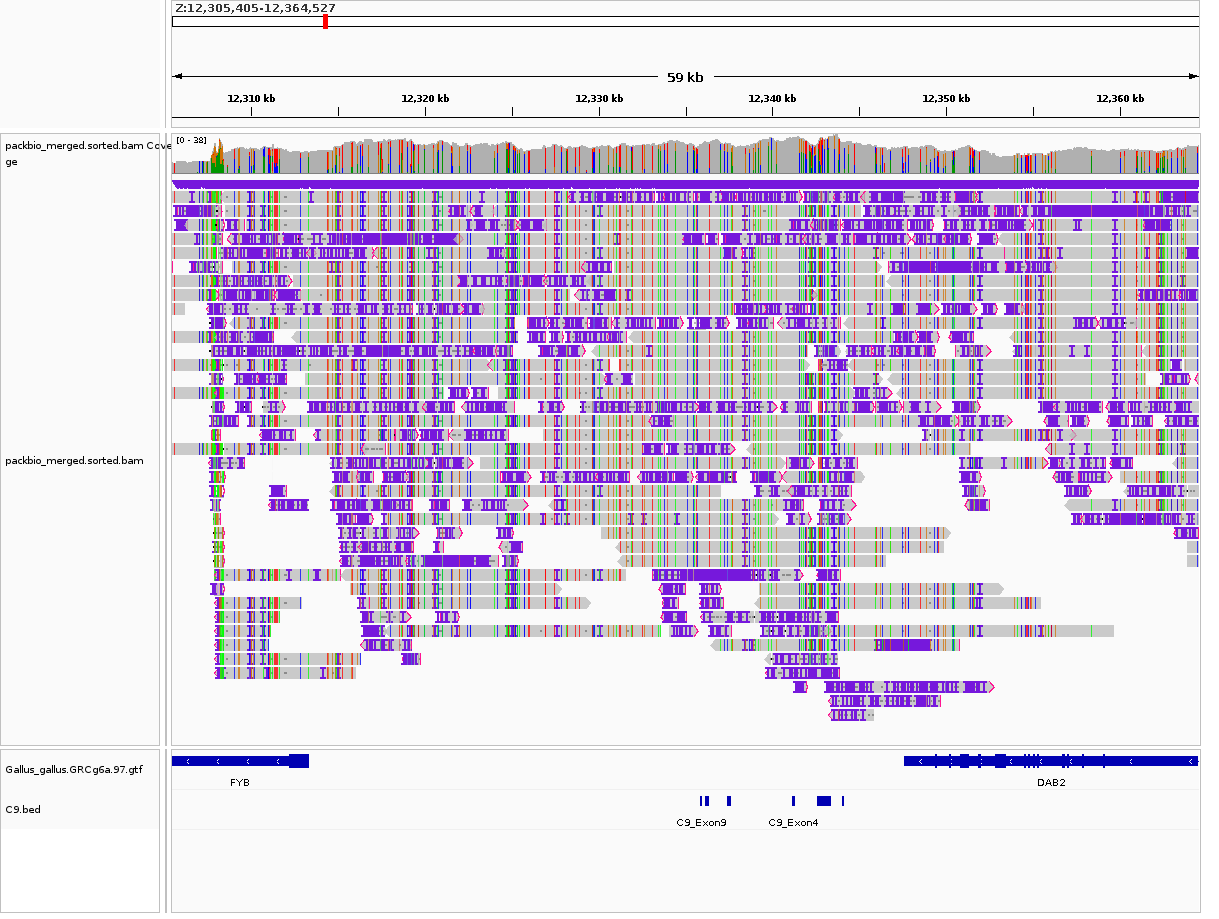 Z:12,305,405-12,364,527
59 kb
12,310 kb 12,320 kb 12,330 kb 12,340 kb 12,350 kb 12,360 kb
packbio_merged.sorted.bam Cove
ge
[0 - 38]
packbio_merged.sorted.bam
Gallus_gallus.GRCg6a.97.gtf
FYB DAB2
C9.bed
C9_Exon9 C9_Exon4